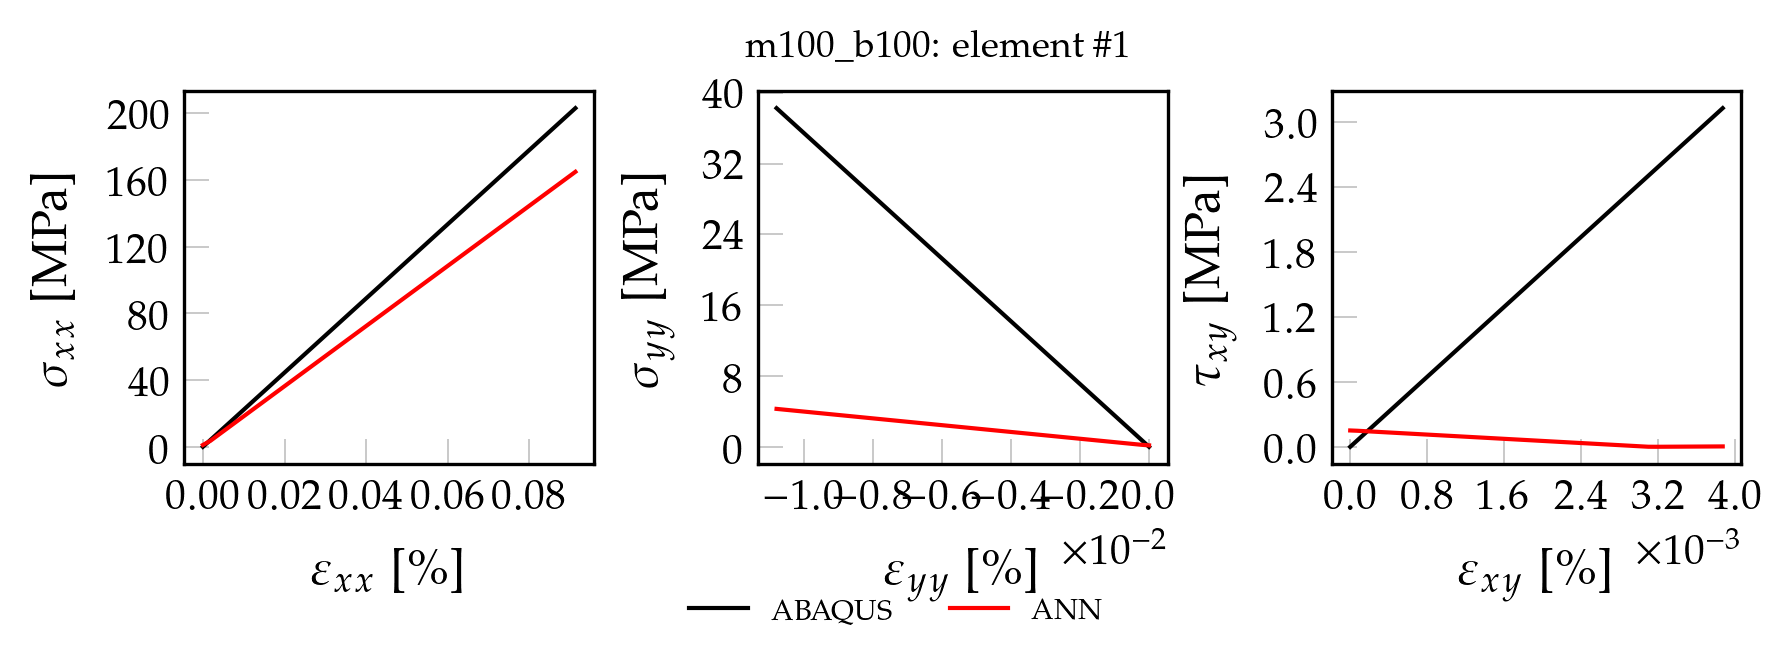 m100_b100: element #1
σxx [MPa]
200
160
120
80
40
0
0.00 0.02 0.04 0.06 0.08
εxx [%]
σyy [MPa]
40
32
24
16
8
0
−1.0 −0.8 −0.6 −0.4 −0.2 0.0
×10−2
εyy [%]
τxy [MPa]
3.0
2.4
1.8
1.2
0.6
0.0
0.0 0.8 1.6 2.4 3.2 4.0
×10−3
εxy [%]
ABAQUS ANN